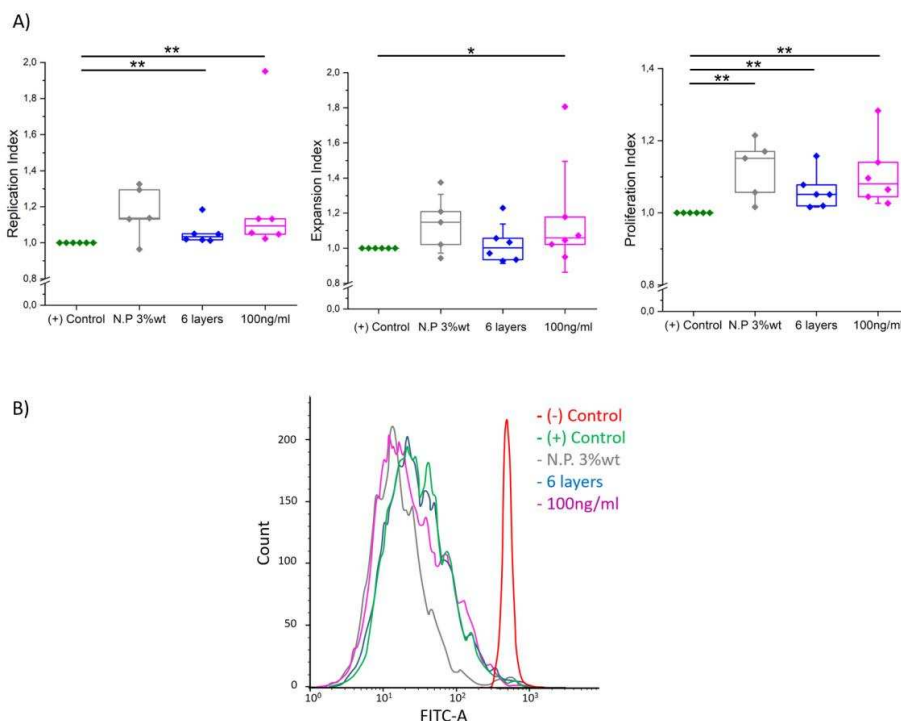 A)
**
**
Replication Index
2,0
1,8
1,6
1,4
1,2
1,0
0,8
0,0
(+) Control
N.P 3%wt
6 layers
100ng/ml
*
Expansion Index
2,0
1,8
1,6
1,4
1,2
1,0
0,8
0,0
(+) Control
N.P 3%wt
6 layers
100ng/ml
**
**
**
Proliferation Index
1,4
1,2
1,0
0,8
0,0
(+) Control
N.P 3%wt
6 layers
100ng/ml
B)
Count
200
150
100
50
0
10⁰
10¹
10²
10³
FITC-A
- (-) Control
- (+) Control
- N.P. 3%wt
- 6 layers
- 100ng/ml